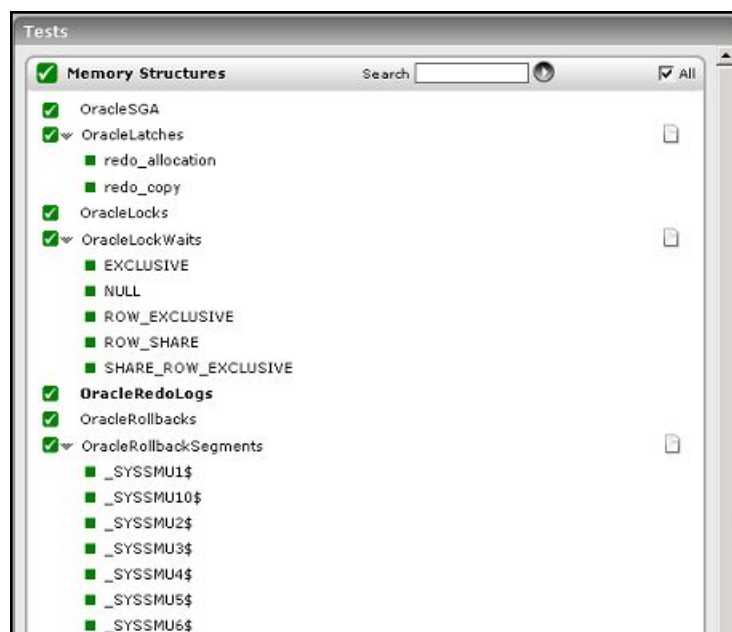 Tests
Memory Structures Search All
OracleSGA
OracleLatches
redo_allocation
redo_copy
OracleLocks
OracleLockWaits
EXCLUSIVE
NULL
ROW_EXCLUSIVE
ROW_SHARE
SHARE_ROW_EXCLUSIVE
OracleRedoLogs
OracleRollbacks
OracleRollbackSegments
_SYSSMU1$
_SYSSMU10$
_SYSSMU2$
_SYSSMU3$
_SYSSMU4$
_SYSSMU5$
_SYSSMU6$